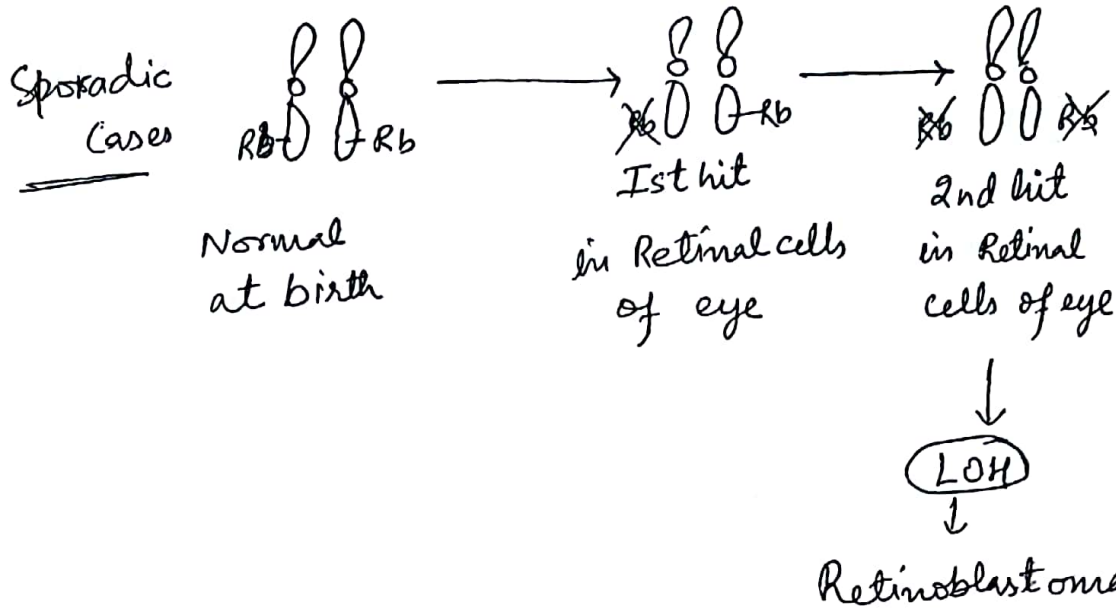 Sporadic
Cases
Rb Rb
Normal
at birth
Rb Rb
Ist hit
in Retinal cells
of eye
Rb Rb
2nd hit
in Retinal
cells of eye
LOH
Retinoblastoma